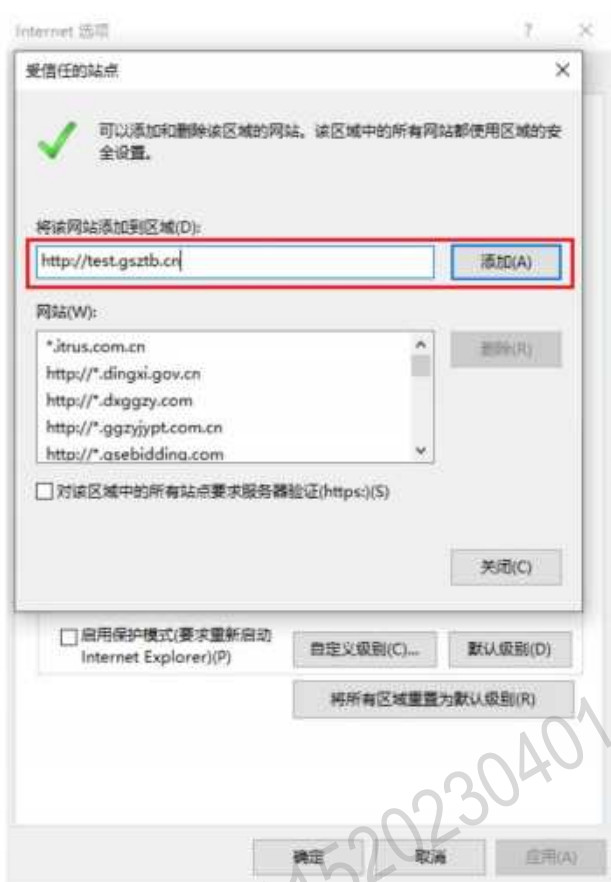 Internet 选项
?
受信任的站点
可以添加和删除该区域的网站。该区域中的所有网站都使用区域的安
全设置。
将该网站添加到区域(D):
http://test.gsztb.cn
添加(A)
网站(W):
*.itrus.com.cn
删除(R)
http://*.dingxi.gov.cn
http://*.dxggzy.com
http://*.ggzyjypt.com.cn
http://*.gsebidding.com
对该区域中的所有站点要求服务器验证(https:)(S)
关闭(C)
启用保护模式(要求重新启动
Internet Explorer)(P)
自定义级别(C)...
默认级别(D)
将所有区域重置为默认级别(R)
确定
取消
应用(A)
1520230401